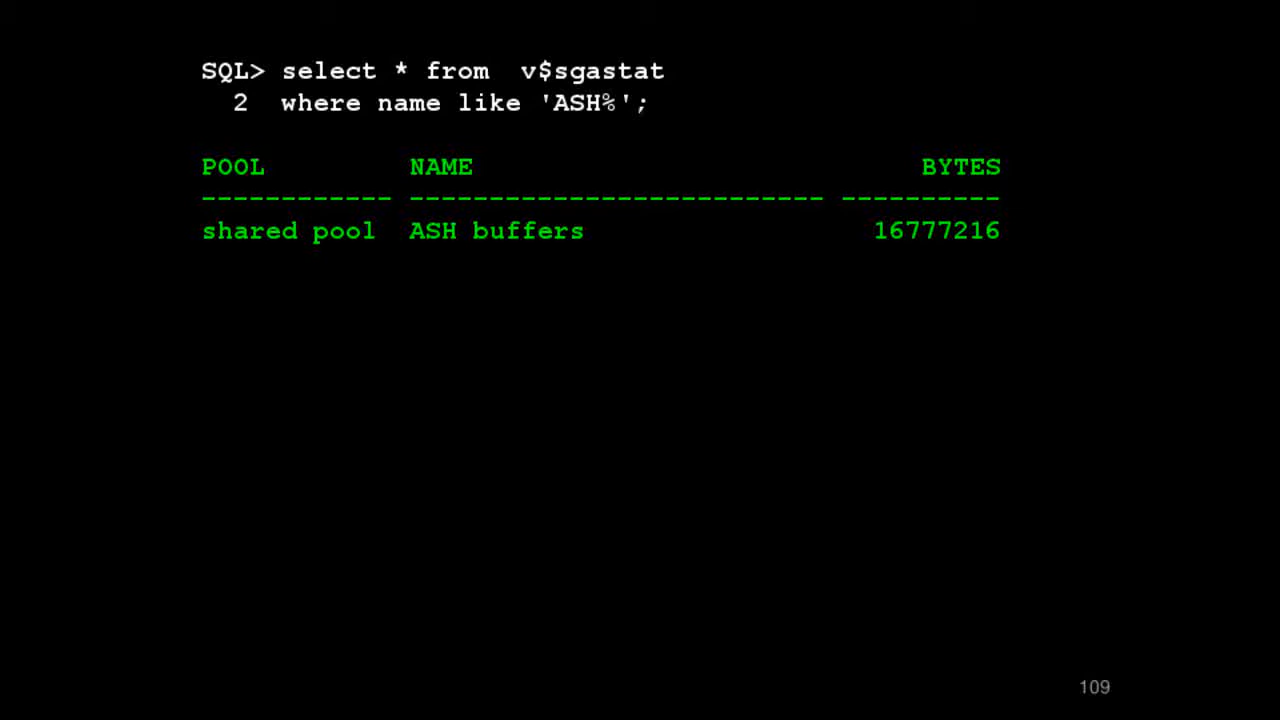 SQL> select * from  v$sgastat
  2  where name like 'ASH%';
POOL         NAME                             BYTES
------------ -------------------------- ----------
shared pool  ASH buffers                   16777216
109